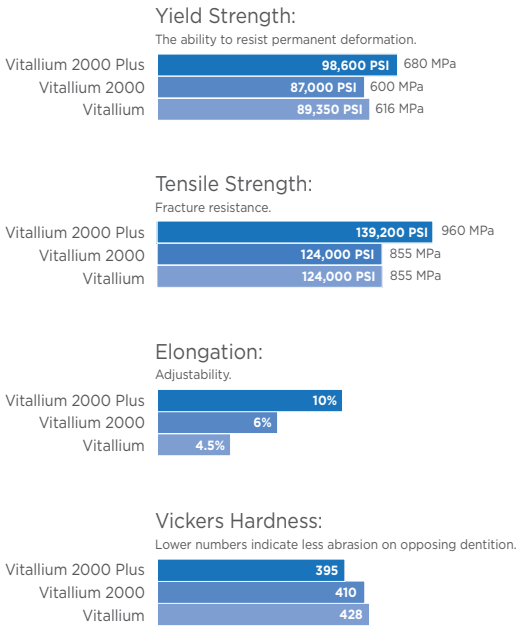 Yield Strength:
The ability to resist permanent deformation.
Vitallium 2000 Plus 98,600 PSI 680 MPa
Vitallium 2000 87,000 PSI 600 MPa
Vitallium 89,350 PSI 616 MPa
Tensile Strength:
Fracture resistance.
Vitallium 2000 Plus 139,200 PSI 960 MPa
Vitallium 2000 124,000 PSI 855 MPa
Vitallium 124,000 PSI 855 MPa
Elongation:
Adjustability.
Vitallium 2000 Plus 10%
Vitallium 2000 6%
Vitallium 4.5%
Vickers Hardness:
Lower numbers indicate less abrasion on opposing dentition.
Vitallium 2000 Plus 395
Vitallium 2000 410
Vitallium 428